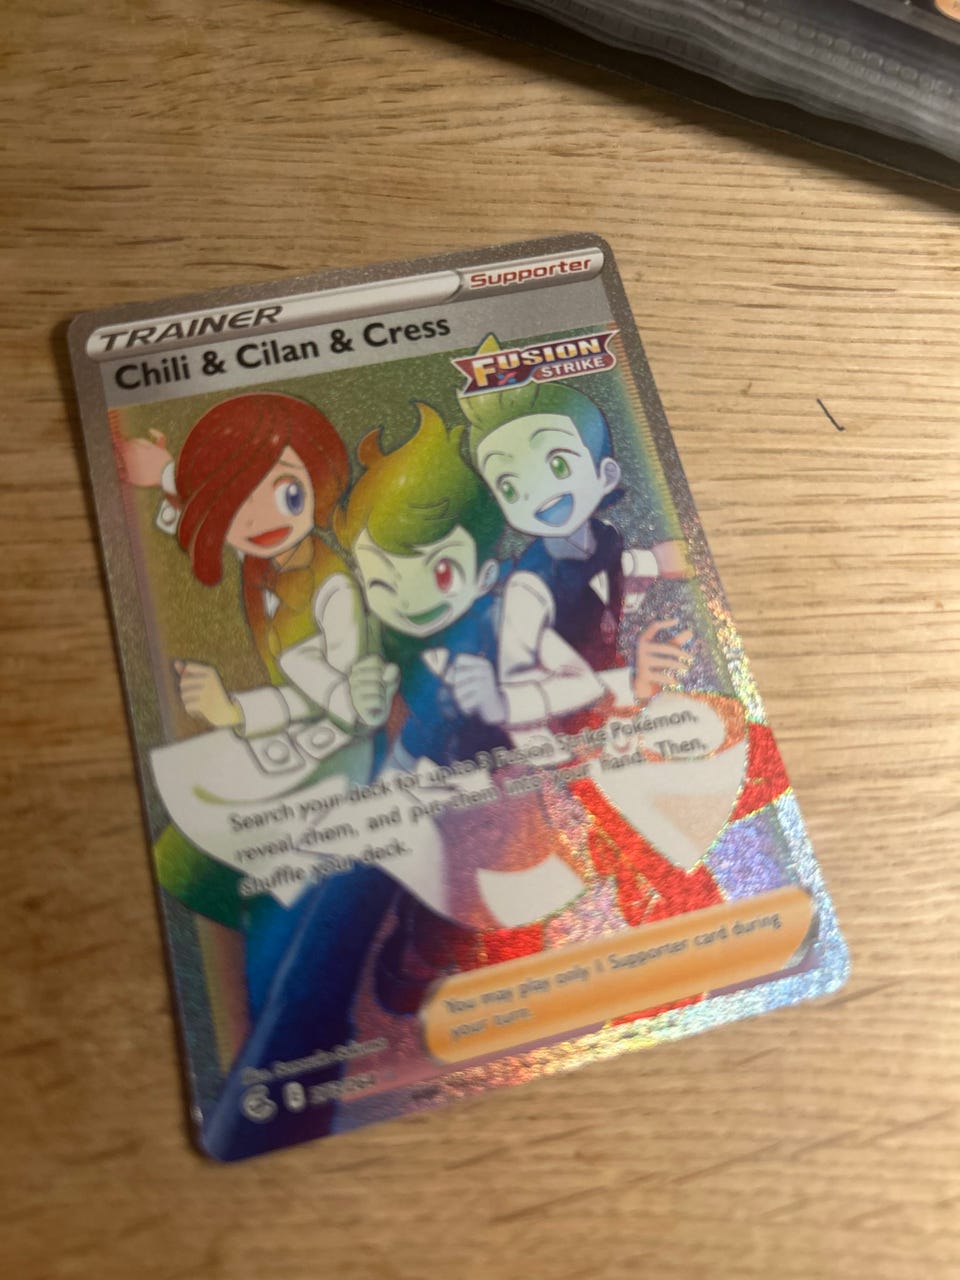 TRAINER
Supporter
Chili & Cilan & Cress
FUSION
STRIKE
Search your deck for up to 3 Fusion Strike Pokémon,
reveal them, and put them into your hand. Then,
shuffle your deck.
You may play only 1 Supporter card during
your turn.
/264